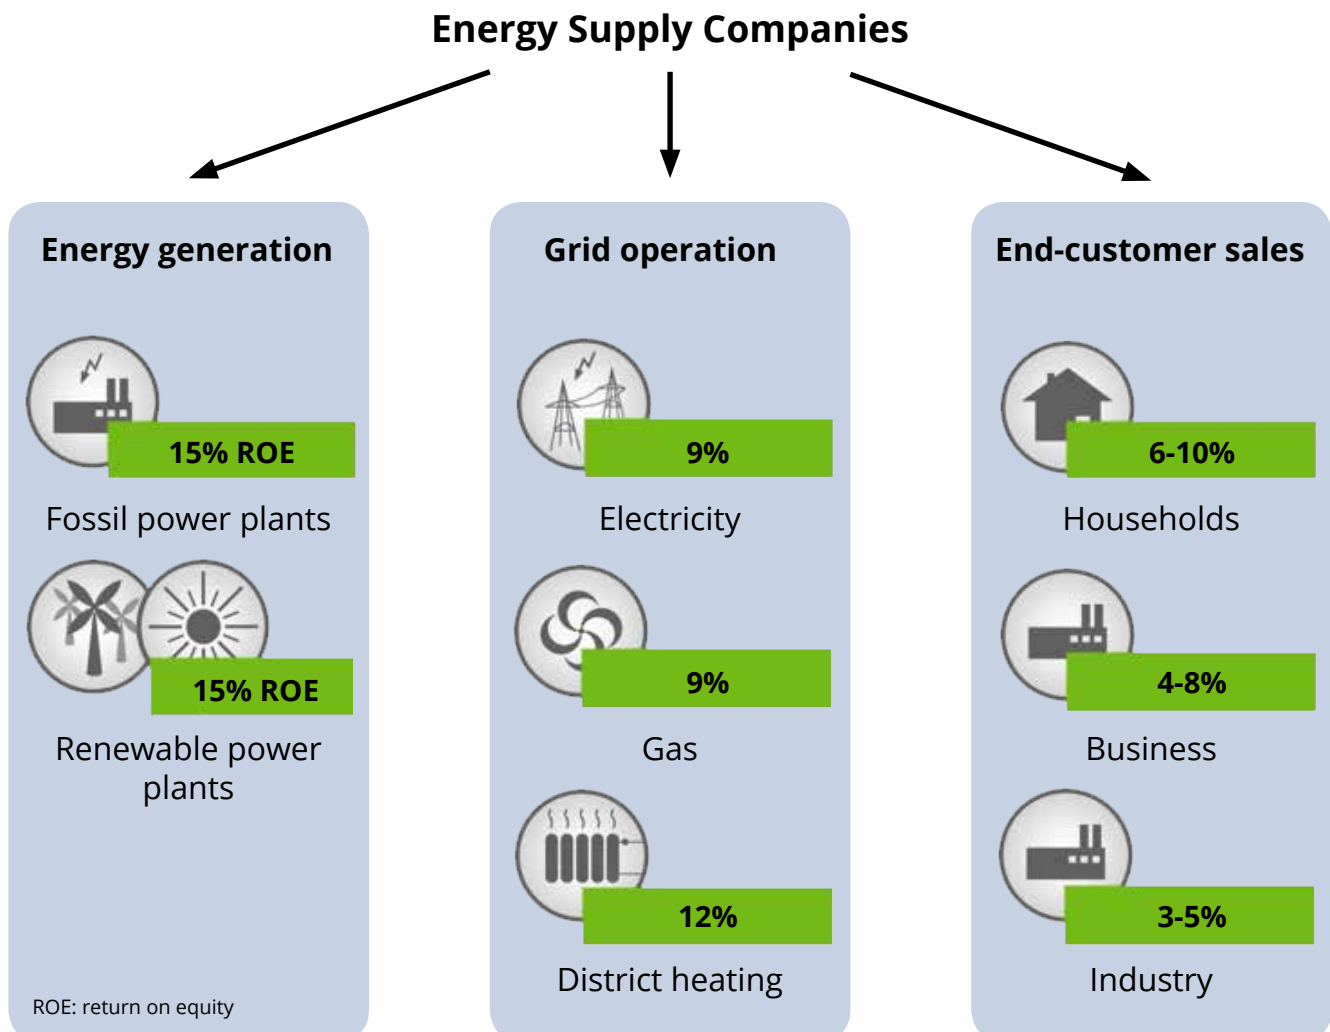 Energy Supply Companies
Energy generation
15% ROE
Fossil power plants
15% ROE
Renewable power
plants
ROE: return on equity
Grid operation
9%
Electricity
9%
Gas
12%
District heating
End-customer sales
6-10%
Households
4-8%
Business
3-5%
Industry